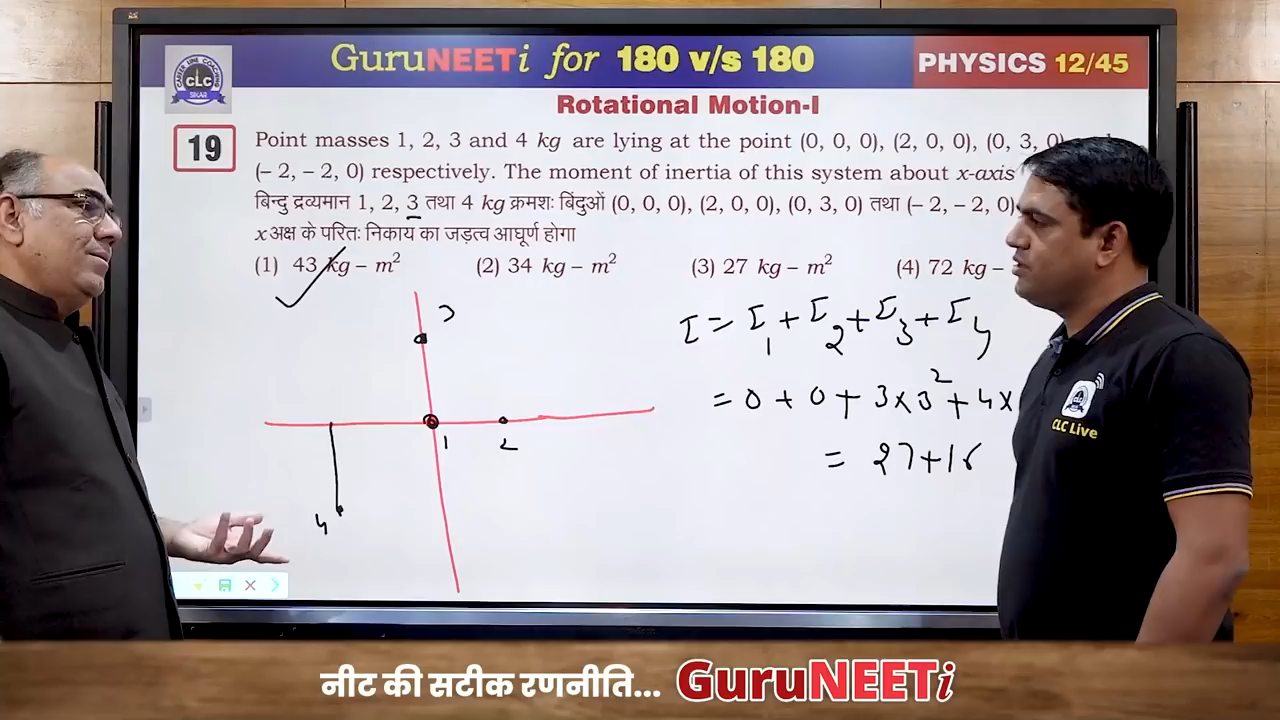 GuruNEETi for 180 v/s 180
PHYSICS 12/45
CAREER LINE COACHING
CLC
SIKAR
Rotational Motion-I
19
Point masses 1, 2, 3 and 4 kg are lying at the point (0, 0, 0), (2, 0, 0), (0, 3, 0)
(– 2, – 2, 0) respectively. The moment of inertia of this system about x-axis
बिन्दु द्रव्यमान 1, 2, 3 तथा 4 kg क्रमशः बिंदुओं (0, 0, 0), (2, 0, 0), (0, 3, 0) तथा (– 2, – 2, 0)
x अक्ष के परितः निकाय का जड़त्व आघूर्ण होगा
(1) 43 kg – m² (2) 34 kg – m² (3) 27 kg – m² (4) 72 kg –
3
I = I₁ + I₂ + I₃ + I₄
= 0 + 0 + 3×3² + 4×
= 27+16
1
2
4
CLC Live
नीट की सटीक रणनीति... GuruNEETi